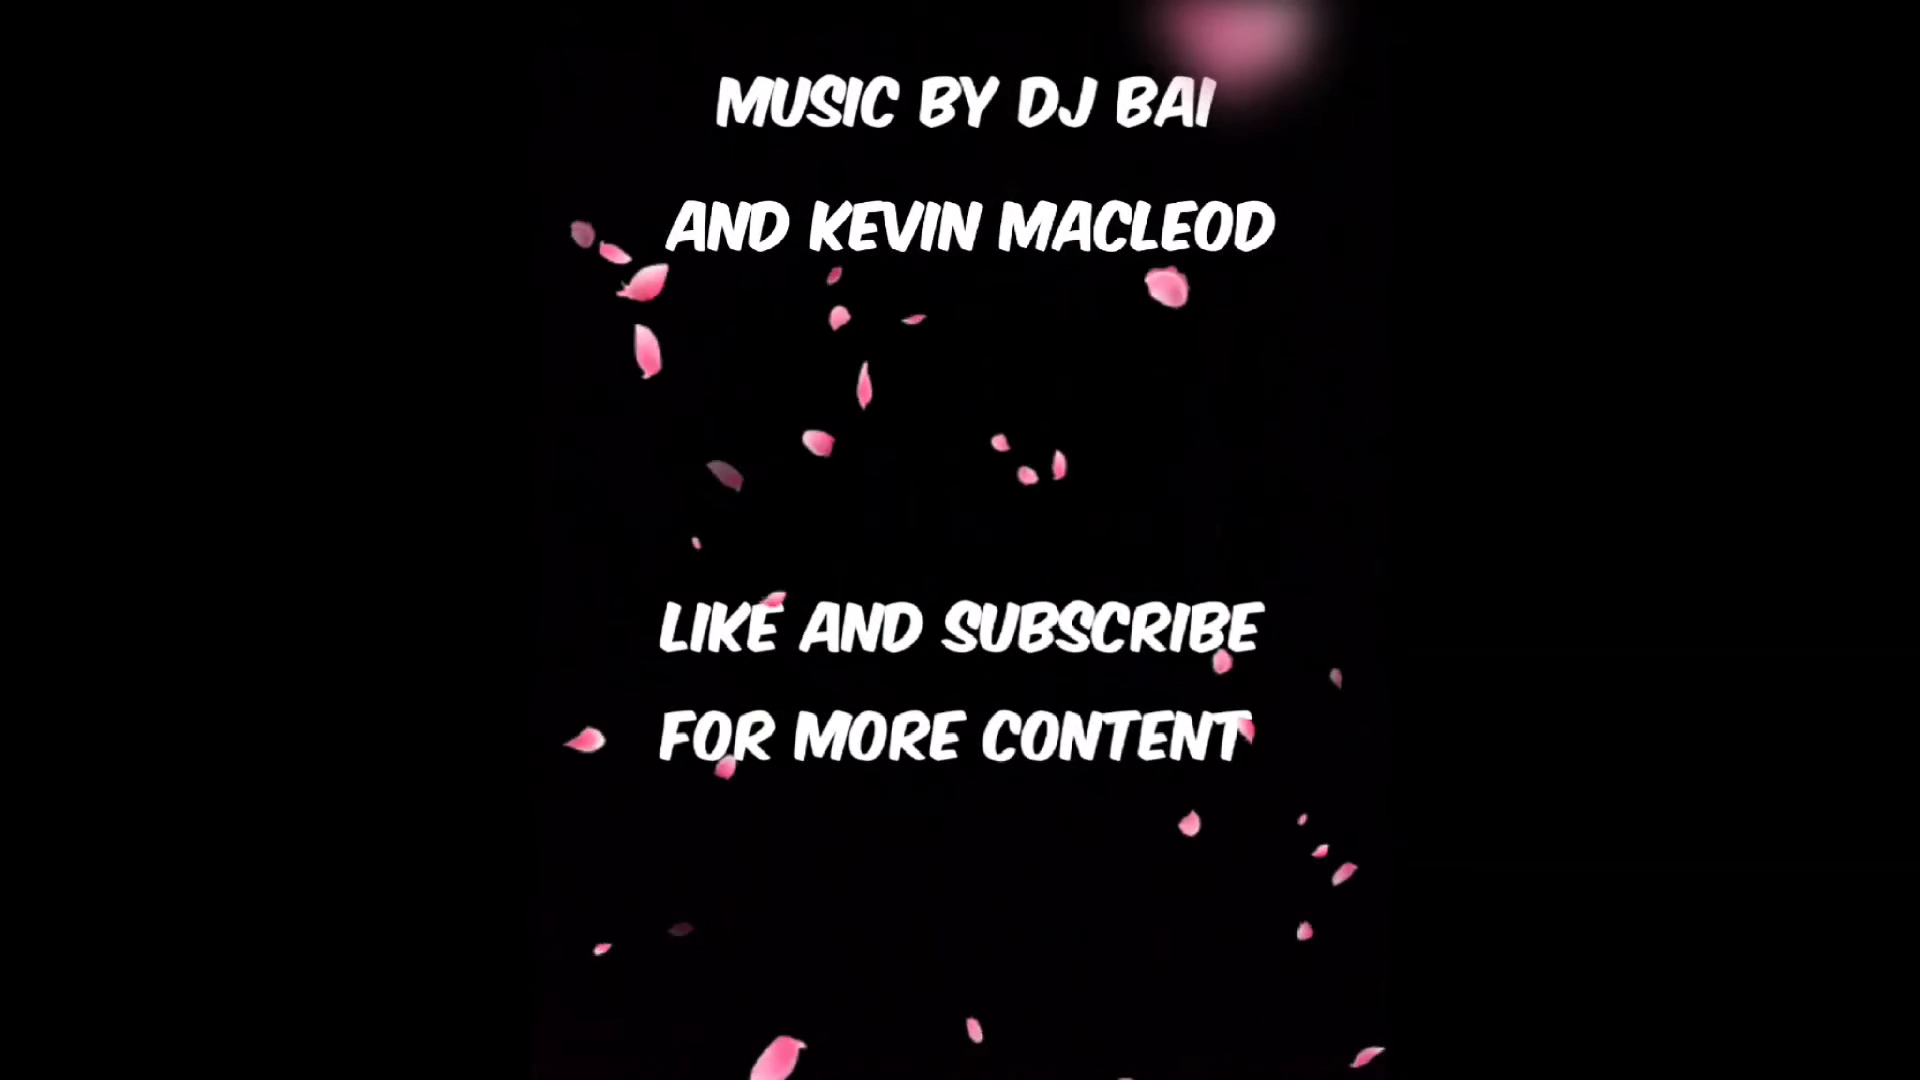 MUSIC BY DJ BAI
AND KEVIN MACLEOD
LIKE AND SUBSCRIBE
FOR MORE CONTENT